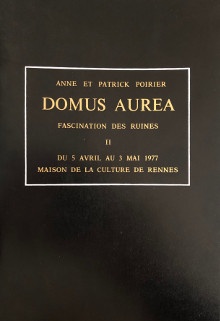 ANNE ET PATRICK POIRIER
DOMUS AUREA
FASCINATION DES RUINES
II
DU 5 AVRIL AU 3 MAI 1977
MAISON DE LA CULTURE DE RENNES